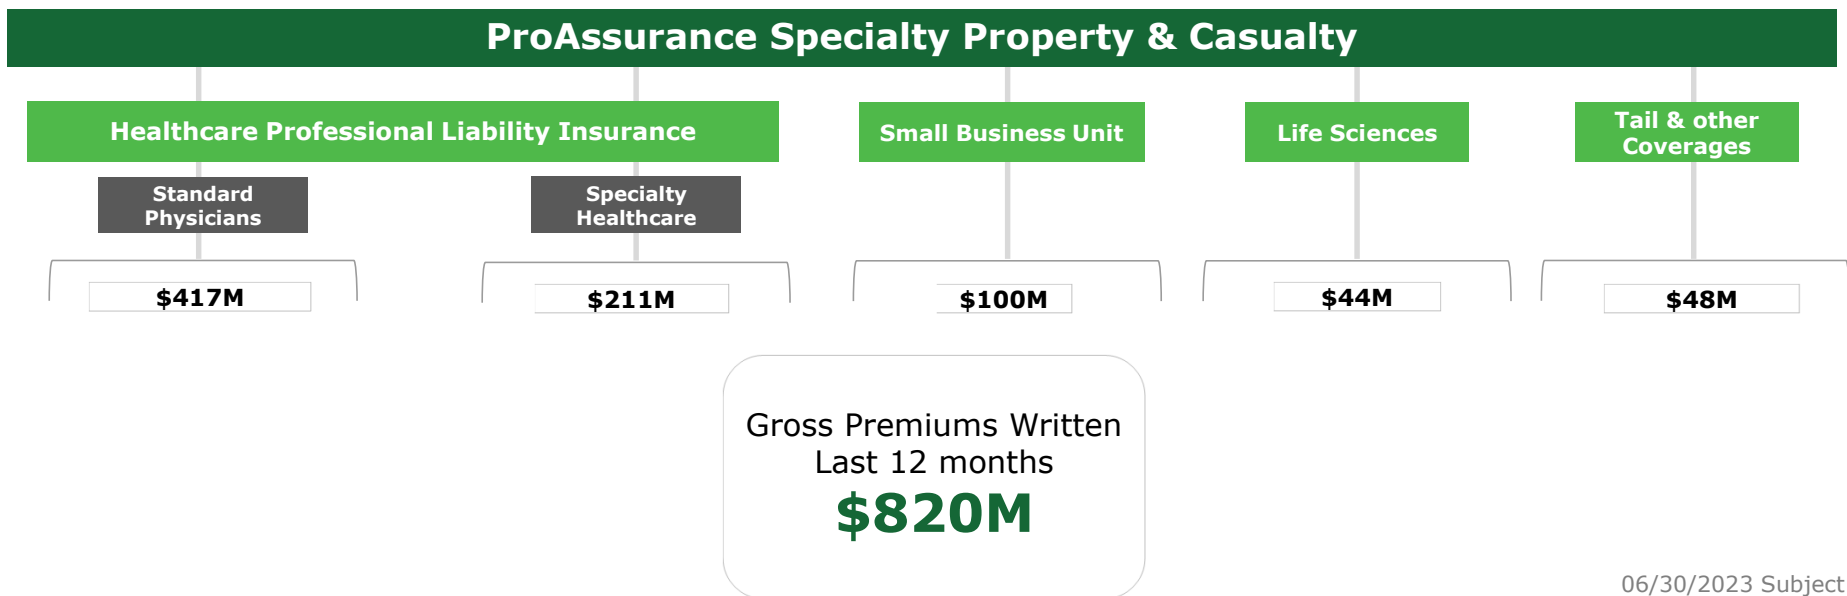 ProAssurance Specialty Property & Casualty
Healthcare Professional Liability Insurance
Small Business Unit
Life Sciences
Tail & other
Coverages
Standard
Physicians
Specialty
Healthcare
$417M
$211M
$100M
$44M
$48M
Gross Premiums Written
Last 12 months
$820M
06/30/2023 Subject